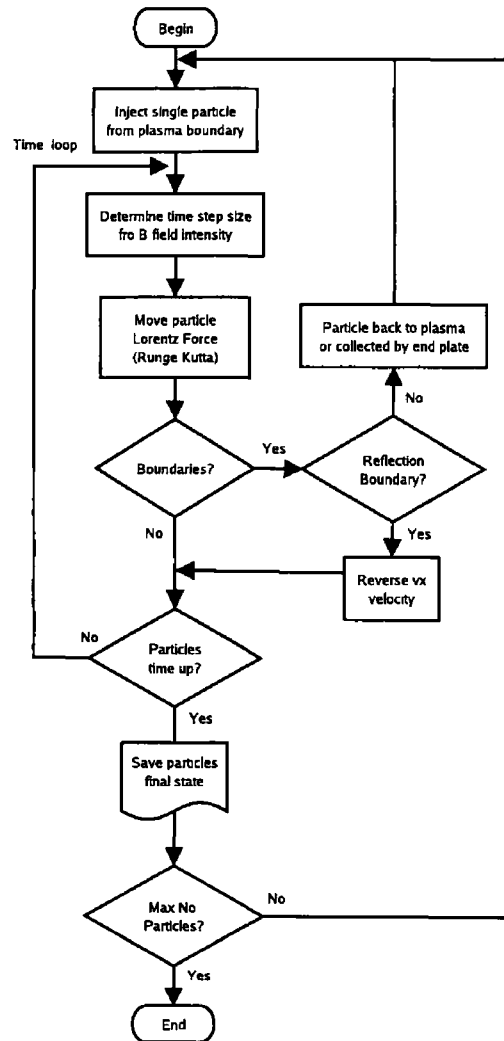 Begin
Inject single particle
from plasma boundary
Time loop
Determine time step size
fro B field intensity
Move particle
Lorentz Force
(Runge Kutta)
Particle back to plasma
or collected by end plate
No
Boundaries?
Yes
Reflection
Boundary?
No
Yes
Reverse vx
velocity
No
Particles
time up?
Yes
Save particles
final state
Max No
Particles?
No
Yes
End